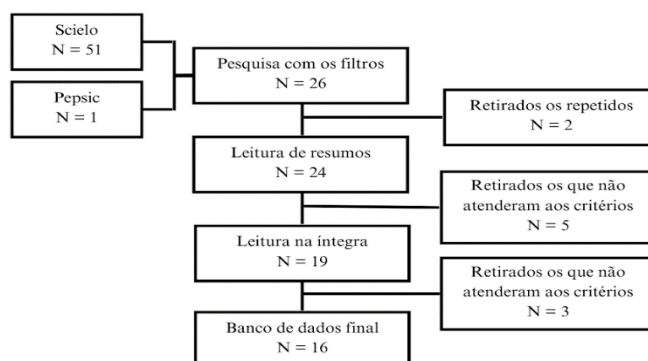 Scielo
N = 51
Pepsic
N = 1
Pesquisa com os filtros
N = 26
Retirados os repetidos
N = 2
Leitura de resumos
N = 24
Retirados os que não
atenderam aos critérios
N = 5
Leitura na íntegra
N = 19
Retirados os que não
atenderam aos critérios
N = 3
Banco de dados final
N = 16